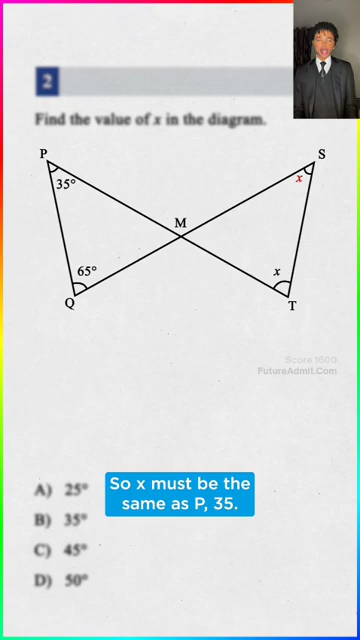 2
Find the value of x in the diagram.
P
S
35°
x
M
65°
x
Q
T
Score 1600
FutureAdmit.Com
A) 25°
So x must be the
same as P, 35.
B) 35°
C) 45°
D) 50°